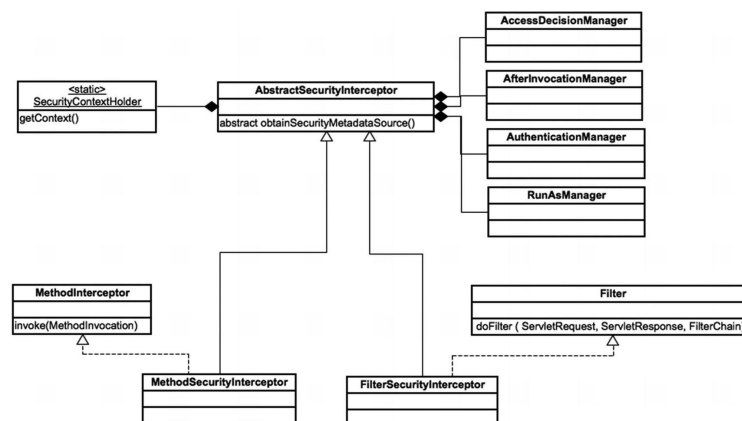 AccessDecisionManager
<static>
SecurityContextHolder
getContext()
AbstractSecurityInterceptor
abstract obtainSecurityMetadataSource()
AfterInvocationManager
AuthenticationManager
RunAsManager
MethodInterceptor
invoke(MethodInvocation)
Filter
doFilter ( ServletRequest, ServletResponse, FilterChain)
MethodSecurityInterceptor
FilterSecurityInterceptor